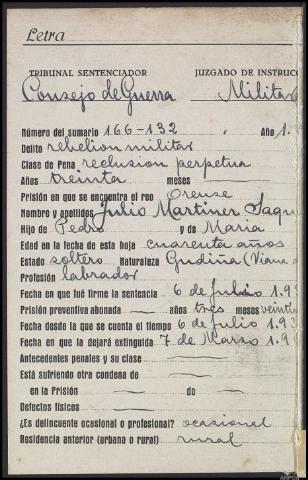 Letra
TRIBUNAL SENTENCIADOR JUZGADO DE INSTRUC
Consejo de Guerra Militar
Número del sumario 166-132 Año 1.
Delito rebelion militar
Clase de Pena reclusion perpetua
Años treinta meses
Prisión en que se encuentra el reo Orense
Nombre y apellidos Julio Martinez
Hijo de Pedro y de Maria
Edad en la fecha de esta hoja cuarenta años
Estado soltero Naturaleza Gudiña (Viana
Profesión labrador
Fecha en que fué firme la sentencia 6 de Julio 1.93
Prisión preventiva abonada — años tres meses
Fecha desde la que se cuenta el tiempo 6 de Julio 1.93
Fecha en que la dejará extinguida 7 de Marzo 1.9
Antecedentes penales y su clase —
Está sufriendo otra condena de —
en la Prisión — de —
Defectos físicos —
¿Es delincuente ocasional o profesional? ocasional
Residencia anterior (urbana o rural) rural